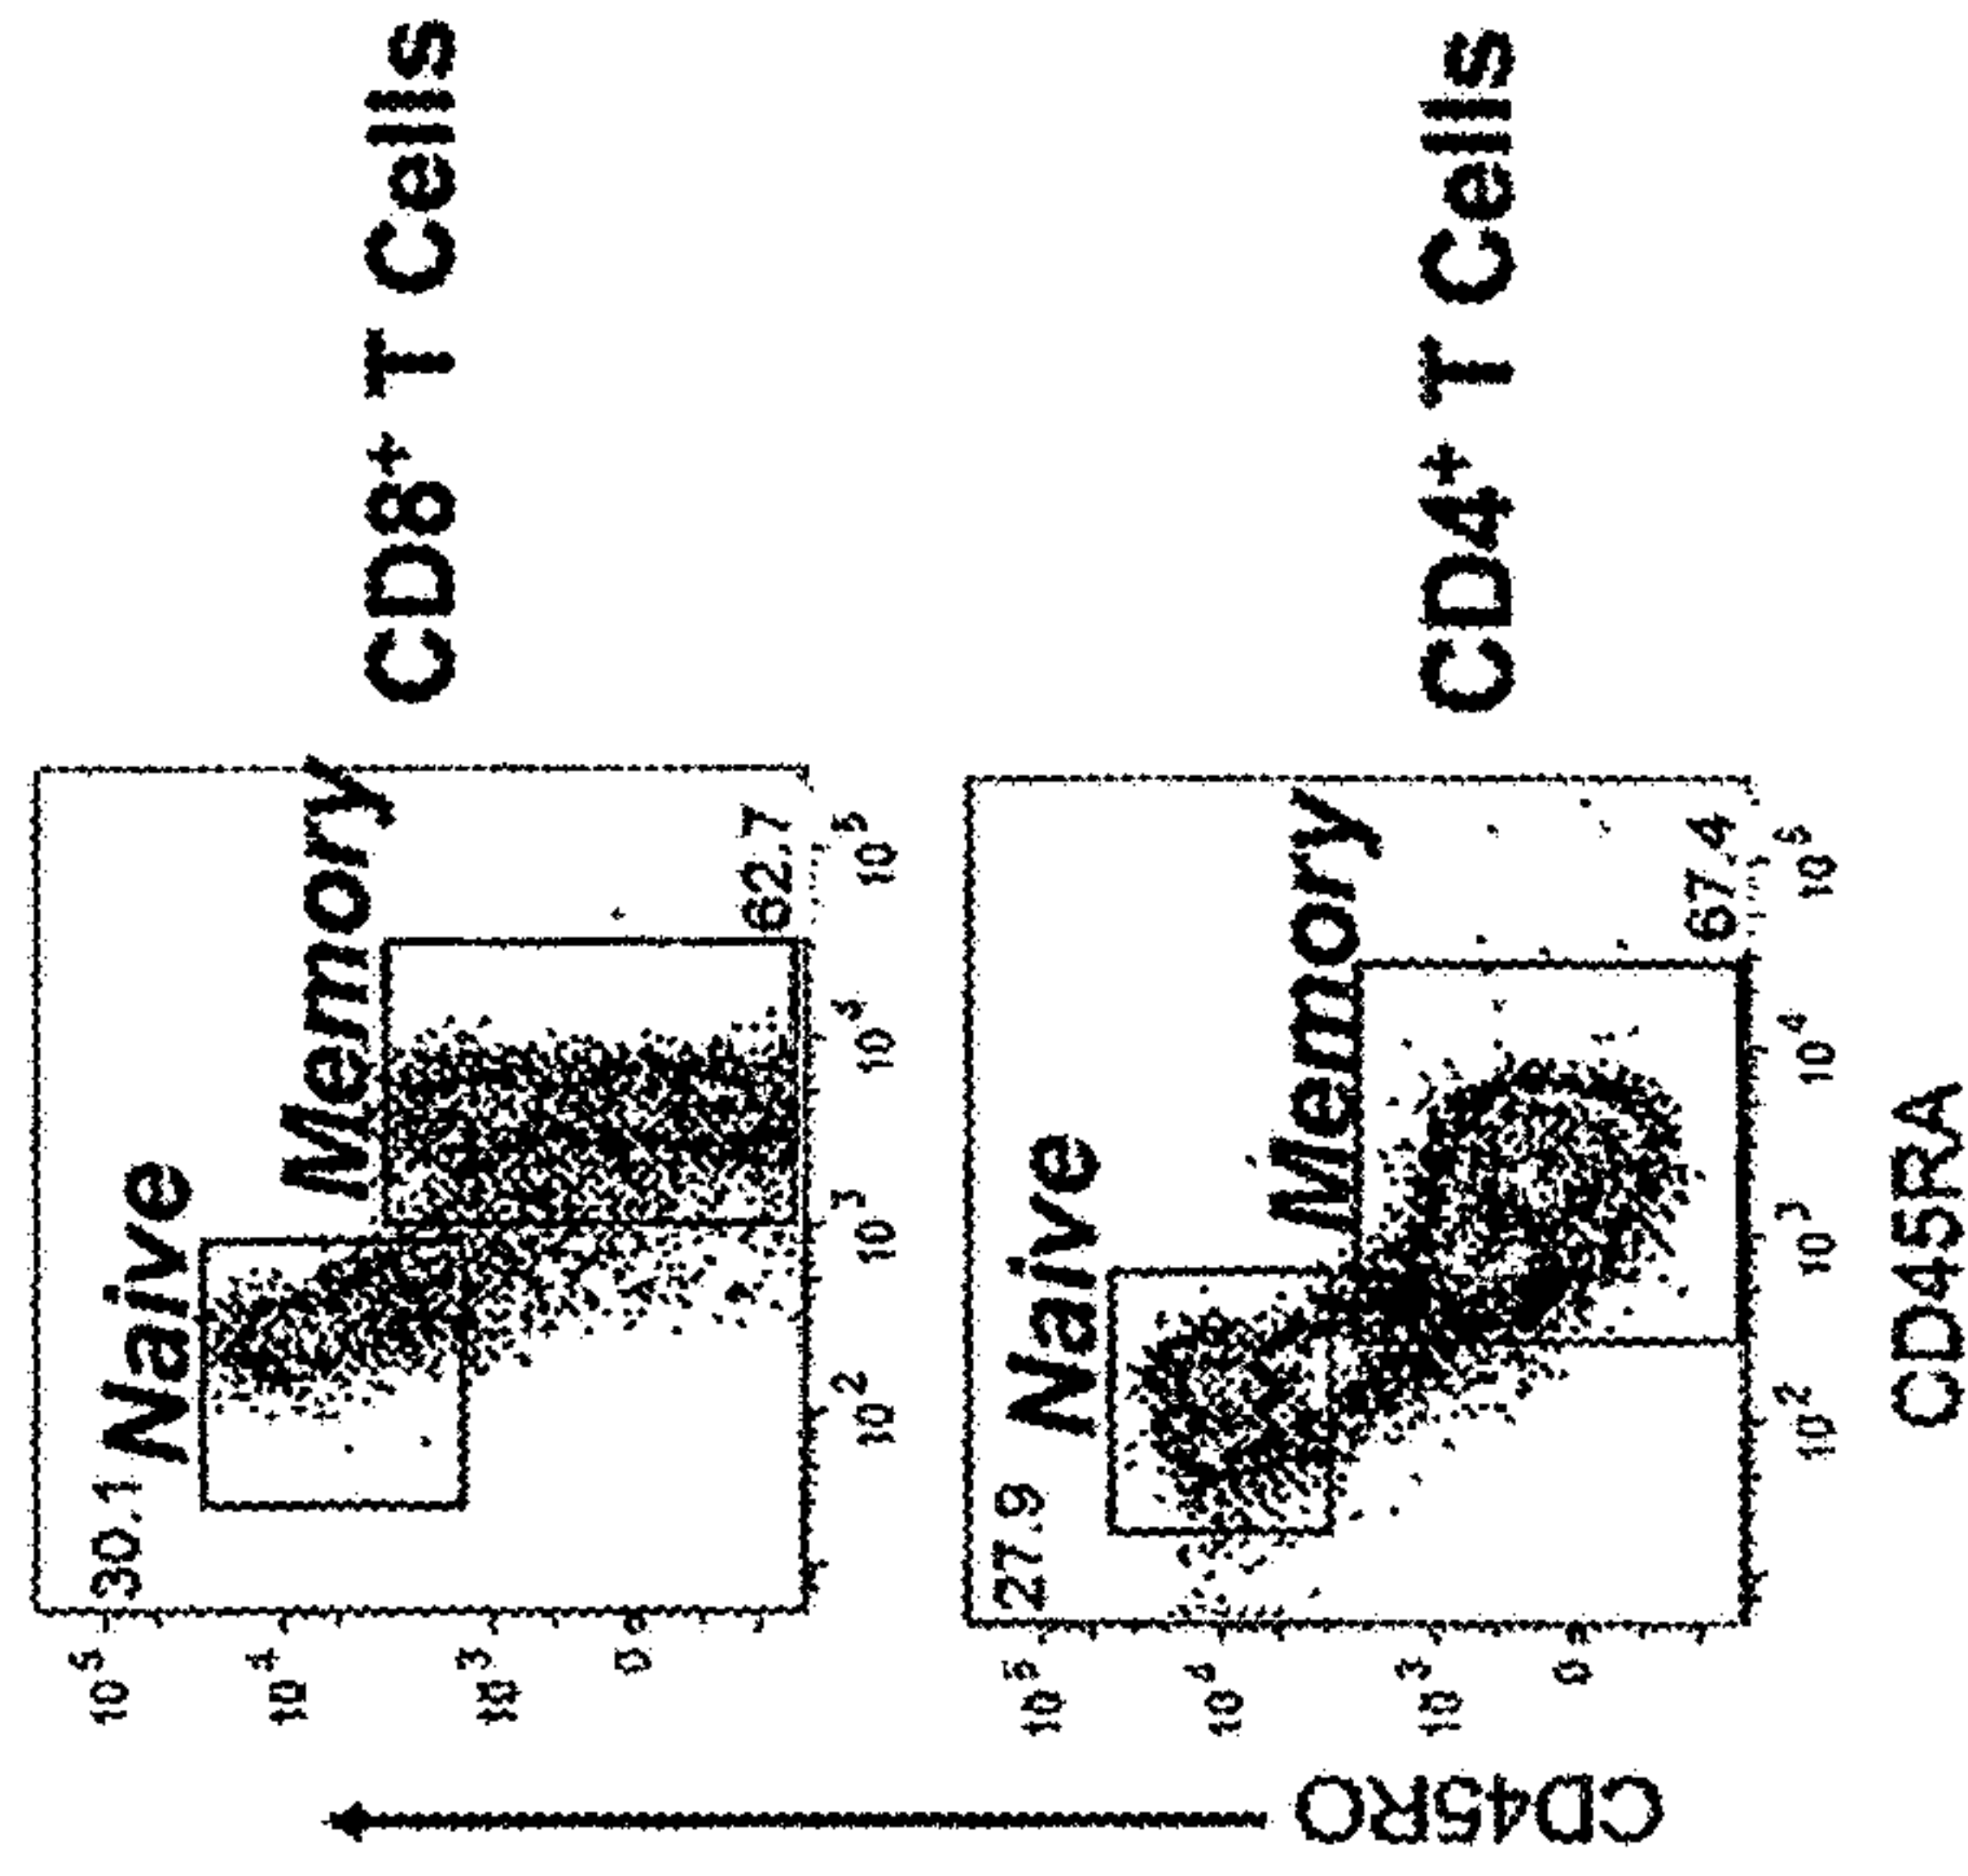 CD8⁺ T Cells
30.1
Naive
Memory
62.7
10⁵
10⁴
10³
0
10²
10³
10⁵
CD4⁺ T Cells
27.9
Naive
Memory
67.4
10⁵
10⁴
10³
0
10²
10³
10⁴
10⁵
CD45RO
CD45RA